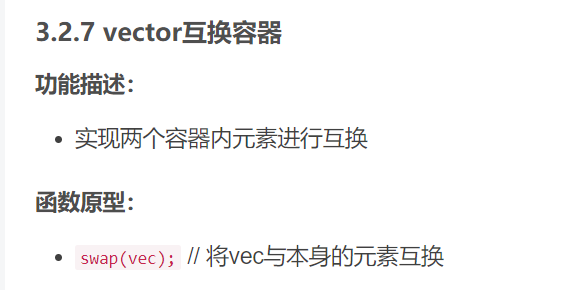 3.2.7 vector互换容器
功能描述：
实现两个容器内元素进行互换
函数原型：
swap(vec); // 将vec与本身的元素互换